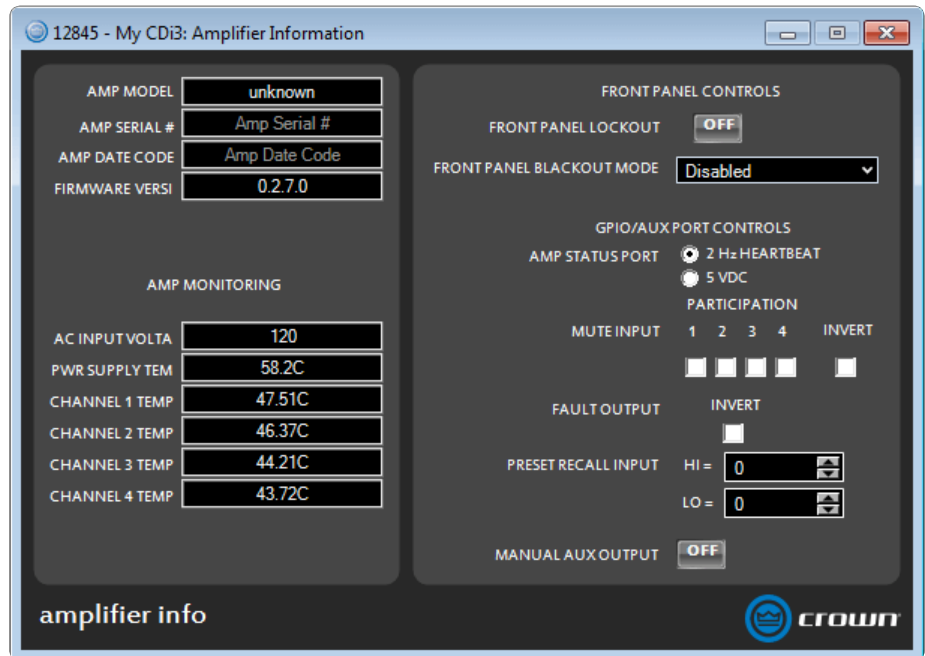 12845 - My CDi3: Amplifier Information
AMP MODEL unknown
AMP SERIAL # Amp Serial #
AMP DATE CODE Amp Date Code
FIRMWARE VERSI 0.2.7.0
AMP MONITORING
AC INPUT VOLTA 120
PWR SUPPLY TEM 58.2C
CHANNEL 1 TEMP 47.51C
CHANNEL 2 TEMP 46.37C
CHANNEL 3 TEMP 44.21C
CHANNEL 4 TEMP 43.72C
FRONT PANEL CONTROLS
FRONT PANEL LOCKOUT OFF
FRONT PANEL BLACKOUT MODE Disabled
GPIO/AUX PORT CONTROLS
AMP STATUS PORT 2 Hz HEARTBEAT
5 VDC
PARTICIPATION
MUTE INPUT 1 2 3 4 INVERT
FAULT OUTPUT INVERT
PRESET RECALL INPUT HI = 0
LO = 0
MANUAL AUX OUTPUT OFF
amplifier info
crown